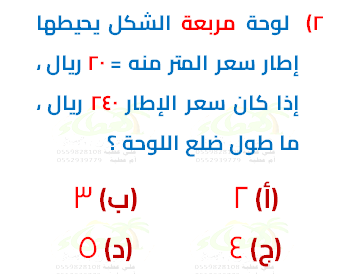 ٢) لوحة مربعة الشكل يحيطها
إطار سعر المتر منه = ٢٠ ريال ،
إذا كان سعر الإطار ٢٤٠ ريال ،
ما طول ضلع اللوحة ؟
(أ) ٢ (ب) ٣
(ج) ٤ (د) ٥